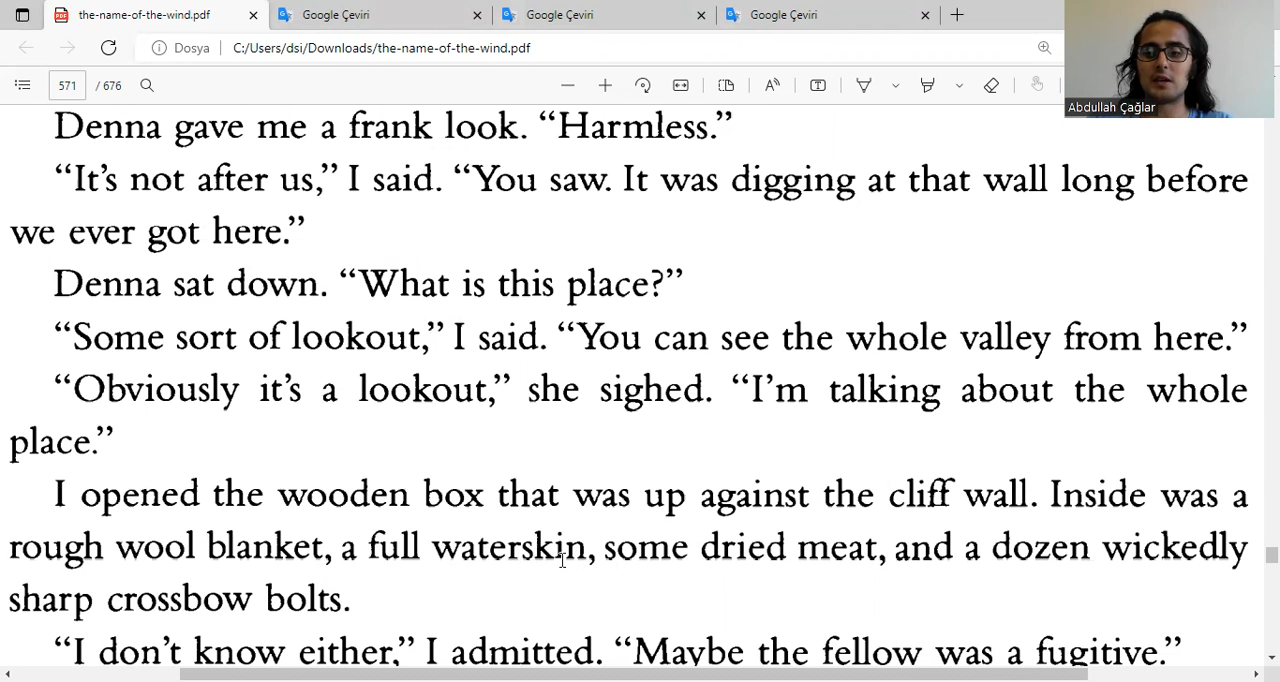 the-name-of-the-wind.pdf
Google Çeviri
Google Çeviri
Google Çeviri
Dosya
C:/Users/dsi/Downloads/the-name-of-the-wind.pdf
571 / 676
Abdullah Çağlar
Denna gave me a frank look. “Harmless.”
“It’s not after us,” I said. “You saw. It was digging at that wall long before
we ever got here.”
Denna sat down. “What is this place?”
“Some sort of lookout,” I said. “You can see the whole valley from here.”
“Obviously it’s a lookout,” she sighed. “I’m talking about the whole
place.”
I opened the wooden box that was up against the cliff wall. Inside was a
rough wool blanket, a full waterskin, some dried meat, and a dozen wickedly
sharp crossbow bolts.
“I don’t know either,” I admitted. “Maybe the fellow was a fugitive.”